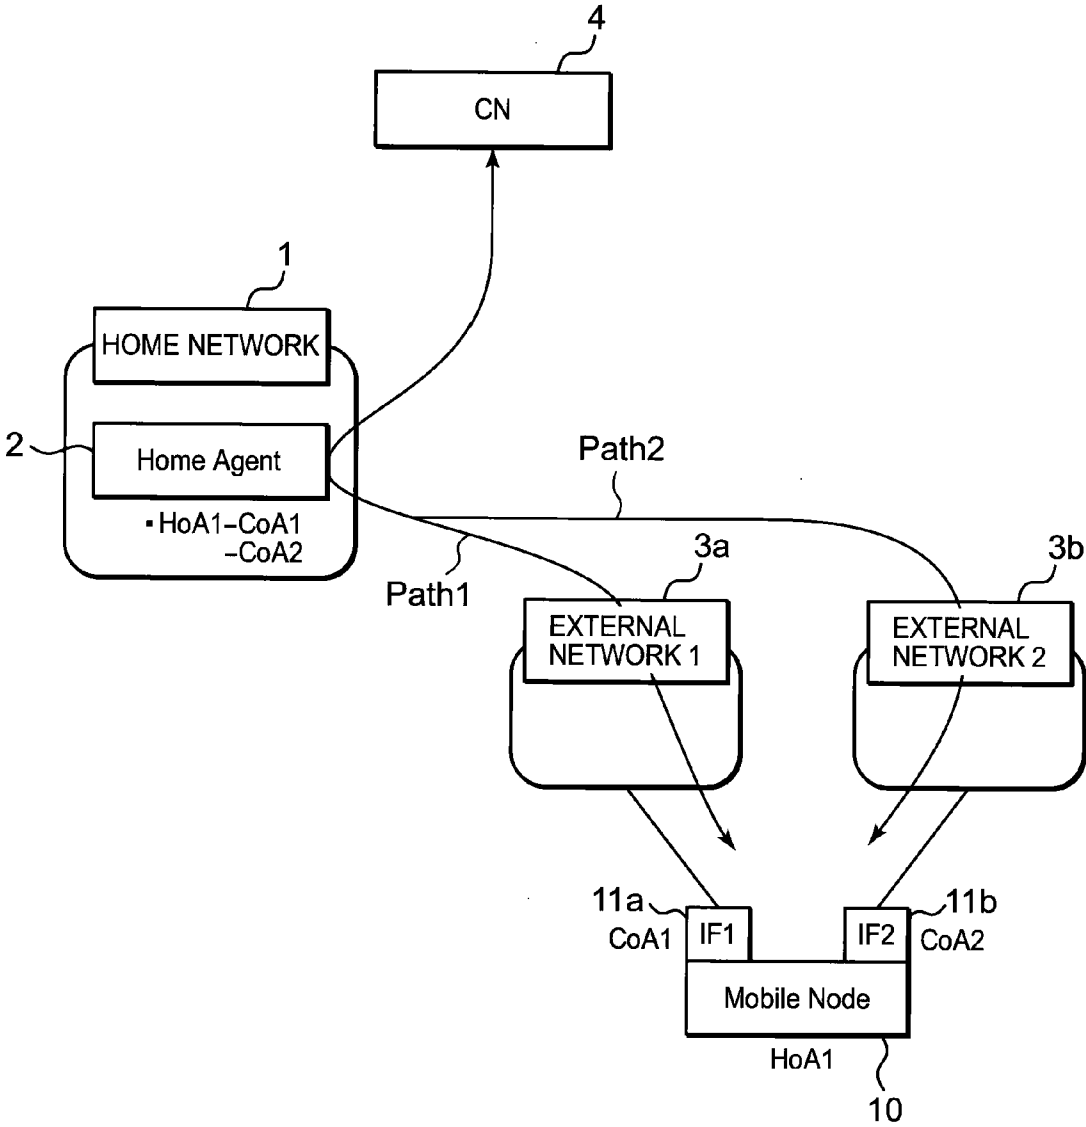 4
CN
1
HOME NETWORK
2
Home Agent
▪ HoA1–CoA1
–CoA2
Path2
Path1
3a
3b
EXTERNAL
NETWORK 1
EXTERNAL
NETWORK 2
11a
11b
CoA1
IF1
IF2
CoA2
Mobile Node
HoA1
10